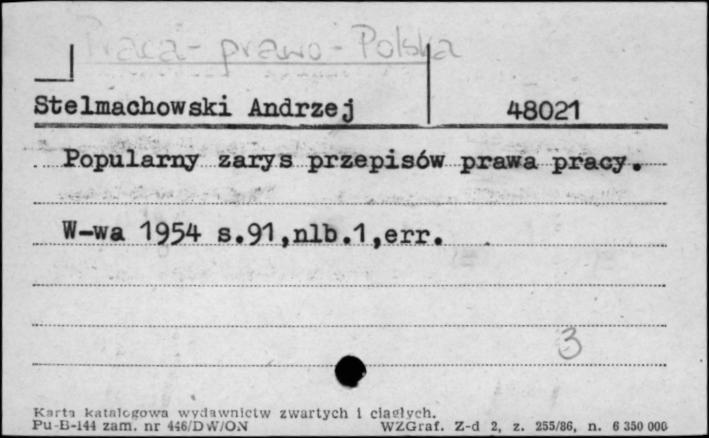 Praca - prawo - Polska
Stelmachowski Andrzej 48021
Popularny zarys przepisów prawa pracy.
W-wa 1954 s.91,nlb.1,err.
3
Karta katalogowa wydawnictw zwartych i ciągłych.
Pu-B-144 zam. nr 446/DW/ON WZGraf. Z-d 2, z. 255/86, n. 6 350 000